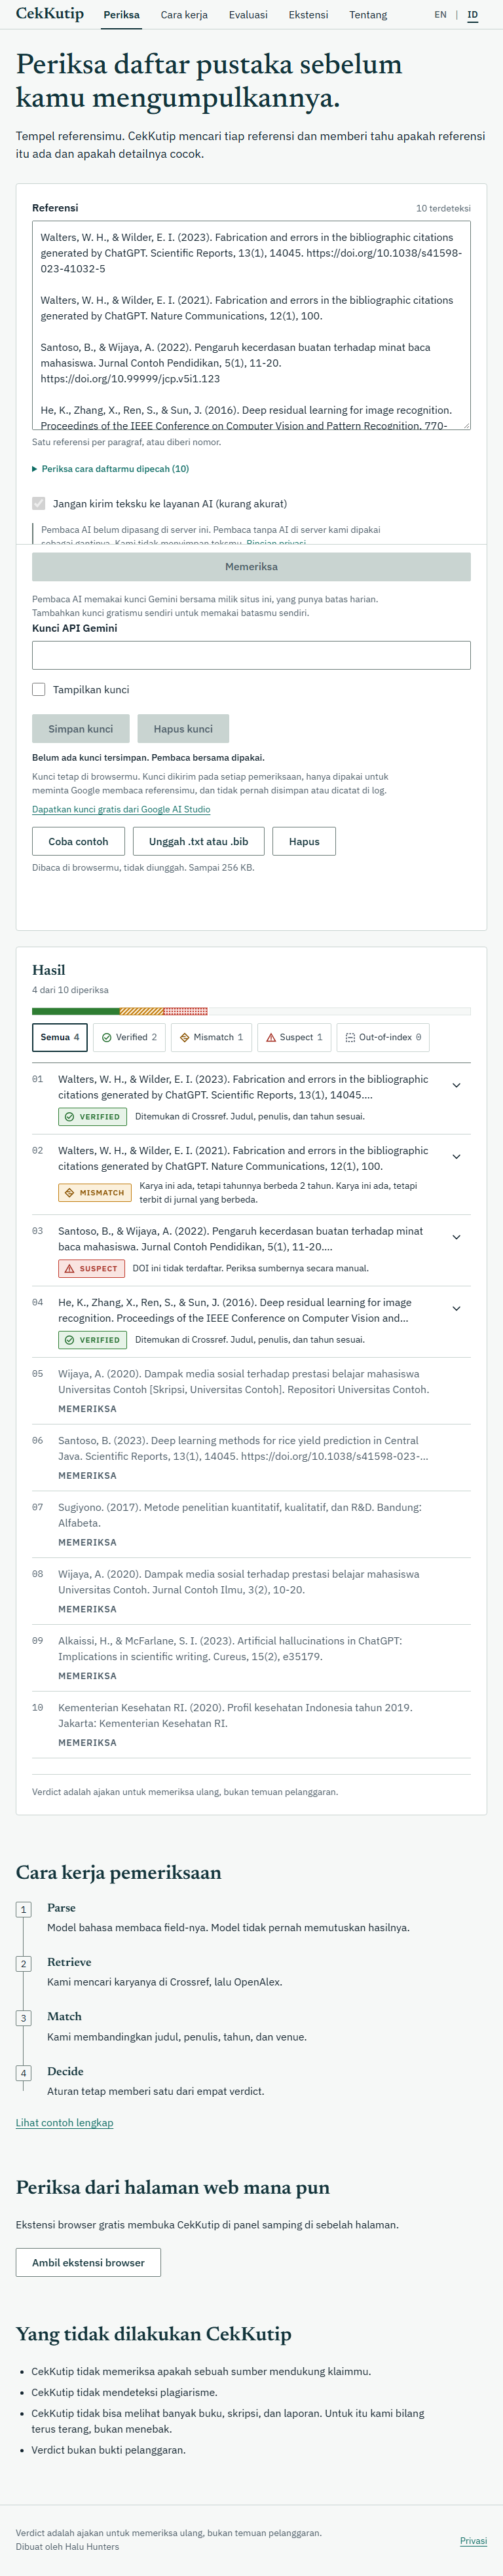 CekKutip Periksa Cara kerja Evaluasi Ekstensi Tentang EN | ID
Periksa daftar pustaka sebelum
kamu mengumpulkannya.
Tempel referensimu. CekKutip mencari tiap referensi dan memberi tahu apakah referensi
itu ada dan apakah detailnya cocok.
Referensi 10 terdeteksi
Walters, W. H., & Wilder, E. I. (2023). Fabrication and errors in the bibliographic citations
generated by ChatGPT. Scientific Reports, 13(1), 14045. https://doi.org/10.1038/s41598-
023-41032-5
Walters, W. H., & Wilder, E. I. (2021). Fabrication and errors in the bibliographic citations
generated by ChatGPT. Nature Communications, 12(1), 100.
Santoso, B., & Wijaya, A. (2022). Pengaruh kecerdasan buatan terhadap minat baca
mahasiswa. Jurnal Contoh Pendidikan, 5(1), 11-20.
https://doi.org/10.99999/jcp.v5i1.123
He, K., Zhang, X., Ren, S., & Sun, J. (2016). Deep residual learning for image recognition.
Proceedings of the IEEE Conference on Computer Vision and Pattern Recognition, 770-
Satu referensi per paragraf, atau diberi nomor.
Periksa cara daftarmu dipecah (10)
Jangan kirim teksku ke layanan AI (kurang akurat)
Pembaca AI belum dipasang di server ini. Pembaca tanpa AI di server kami dipakai
sebagai gantinya. Kami tidak menyimpan teksmu. Rincian privasi
Memeriksa
Pembaca AI memakai kunci Gemini bersama milik situs ini, yang punya batas harian.
Tambahkan kunci gratismu sendiri untuk memakai batasmu sendiri.
Kunci API Gemini
Tampilkan kunci
Simpan kunci Hapus kunci
Belum ada kunci tersimpan. Pembaca bersama dipakai.
Kunci tetap di browsermu. Kunci dikirim pada setiap pemeriksaan, hanya dipakai untuk
meminta Google membaca referensimu, dan tidak pernah disimpan atau dicatat di log.
Dapatkan kunci gratis dari Google AI Studio
Coba contoh Unggah .txt atau .bib Hapus
Dibaca di browsermu, tidak diunggah. Sampai 256 KB.
Hasil
4 dari 10 diperiksa
Semua 4 Verified 2 Mismatch 1 Suspect 1 Out-of-index 0
01 Walters, W. H., & Wilder, E. I. (2023). Fabrication and errors in the bibliographic
citations generated by ChatGPT. Scientific Reports, 13(1), 14045....
VERIFIED Ditemukan di Crossref. Judul, penulis, dan tahun sesuai.
02 Walters, W. H., & Wilder, E. I. (2021). Fabrication and errors in the bibliographic
citations generated by ChatGPT. Nature Communications, 12(1), 100.
MISMATCH Karya ini ada, tetapi tahunnya berbeda 2 tahun. Karya ini ada, tetapi
terbit di jurnal yang berbeda.
03 Santoso, B., & Wijaya, A. (2022). Pengaruh kecerdasan buatan terhadap minat
baca mahasiswa. Jurnal Contoh Pendidikan, 5(1), 11-20....
SUSPECT DOI ini tidak terdaftar. Periksa sumbernya secara manual.
04 He, K., Zhang, X., Ren, S., & Sun, J. (2016). Deep residual learning for image
recognition. Proceedings of the IEEE Conference on Computer Vision and...
VERIFIED Ditemukan di Crossref. Judul, penulis, dan tahun sesuai.
05 Wijaya, A. (2020). Dampak media sosial terhadap prestasi belajar mahasiswa
Universitas Contoh [Skripsi, Universitas Contoh]. Repositori Universitas Contoh.
MEMERIKSA
06 Santoso, B. (2023). Deep learning methods for rice yield prediction in Central
Java. Scientific Reports, 13(1), 14045. https://doi.org/10.1038/s41598-023-...
MEMERIKSA
07 Sugiyono. (2017). Metode penelitian kuantitatif, kualitatif, dan R&D. Bandung:
Alfabeta.
MEMERIKSA
08 Wijaya, A. (2020). Dampak media sosial terhadap prestasi belajar mahasiswa
Universitas Contoh. Jurnal Contoh Ilmu, 3(2), 10-20.
MEMERIKSA
09 Alkaissi, H., & McFarlane, S. I. (2023). Artificial hallucinations in ChatGPT:
Implications in scientific writing. Cureus, 15(2), e35179.
MEMERIKSA
10 Kementerian Kesehatan RI. (2020). Profil kesehatan Indonesia tahun 2019.
Jakarta: Kementerian Kesehatan RI.
MEMERIKSA
Verdict adalah ajakan untuk memeriksa ulang, bukan temuan pelanggaran.
Cara kerja pemeriksaan
1 Parse
Model bahasa membaca field-nya. Model tidak pernah memutuskan hasilnya.
2 Retrieve
Kami mencari karyanya di Crossref, lalu OpenAlex.
3 Match
Kami membandingkan judul, penulis, tahun, dan venue.
4 Decide
Aturan tetap memberi satu dari empat verdict.
Lihat contoh lengkap
Periksa dari halaman web mana pun
Ekstensi browser gratis membuka CekKutip di panel samping di sebelah halaman.
Ambil ekstensi browser
Yang tidak dilakukan CekKutip
• CekKutip tidak memeriksa apakah sebuah sumber mendukung klaimmu.
• CekKutip tidak mendeteksi plagiarisme.
• CekKutip tidak bisa melihat banyak buku, skripsi, dan laporan. Untuk itu kami bilang
terus terang, bukan menebak.
• Verdict bukan bukti pelanggaran.
Verdict adalah ajakan untuk memeriksa ulang, bukan temuan pelanggaran.
Dibuat oleh Halu Hunters
Privasi